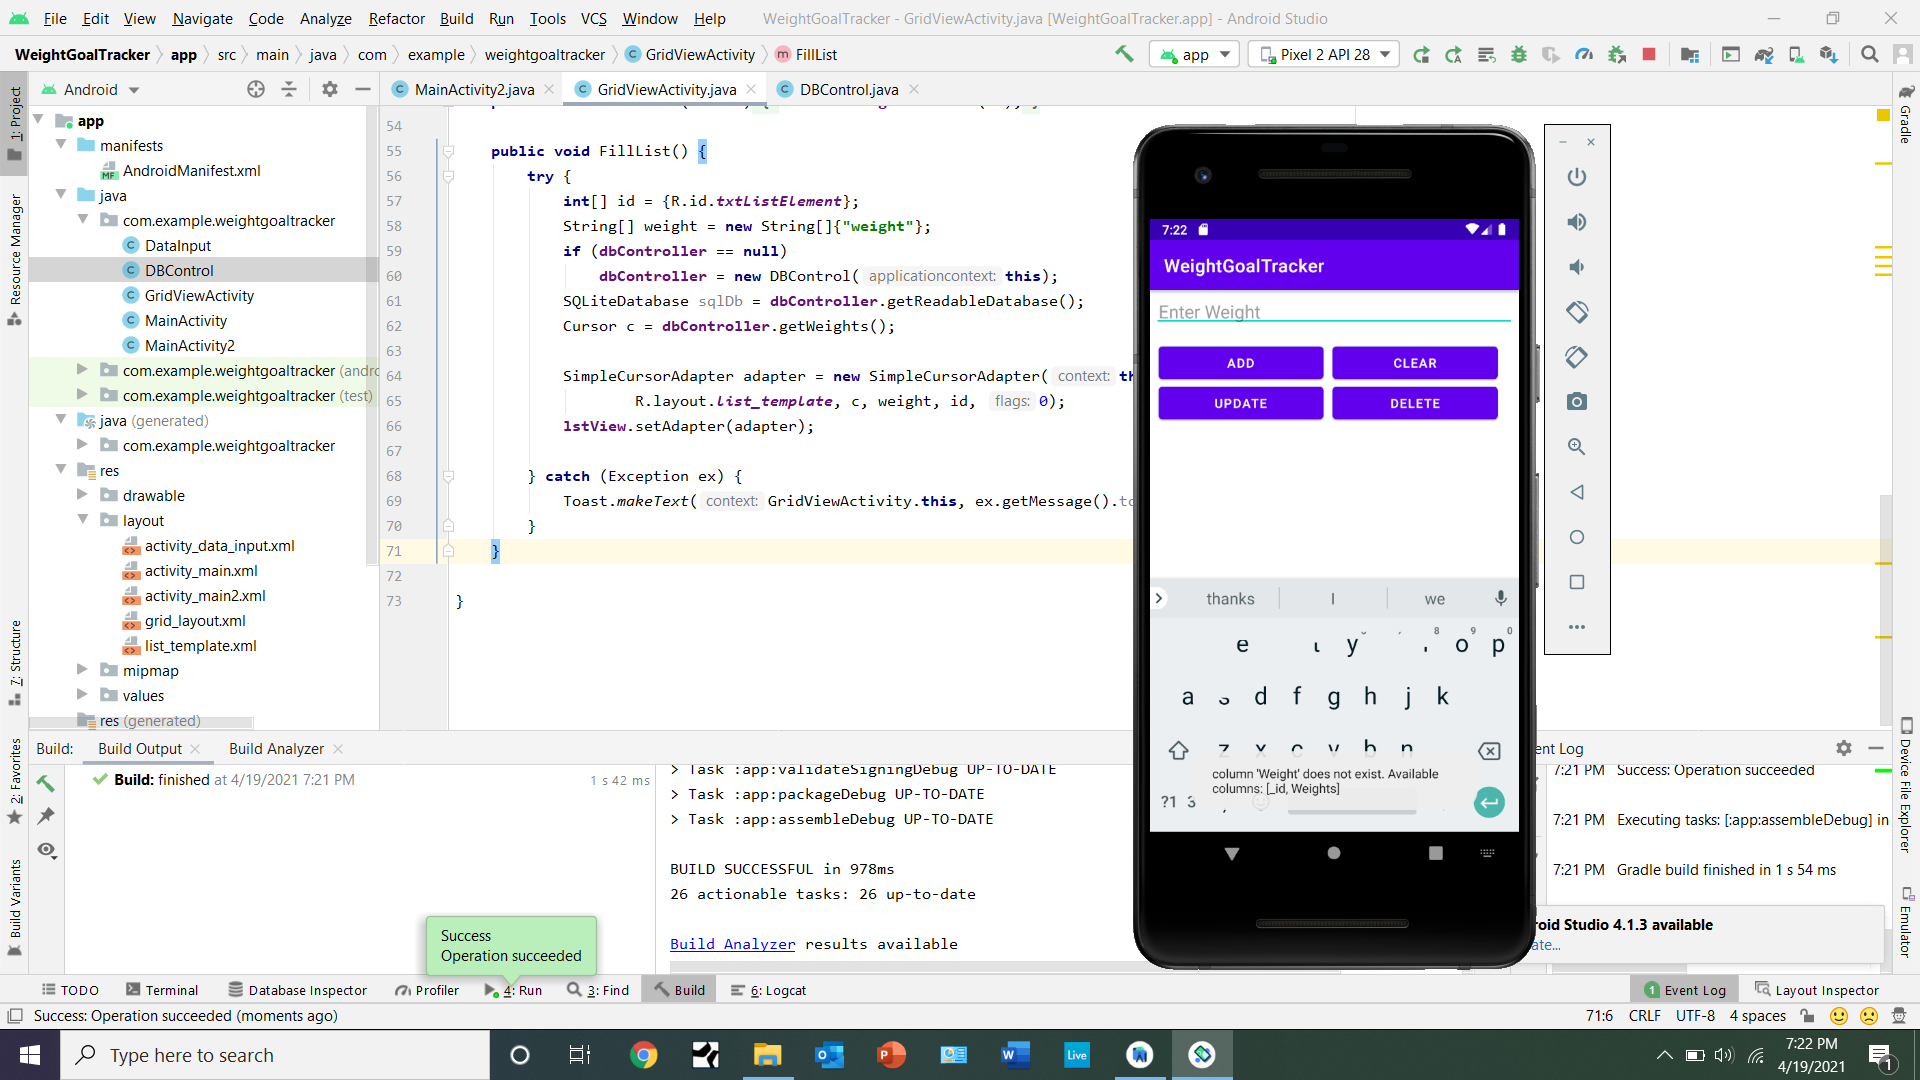 File Edit View Navigate Code Analyze Refactor Build Run Tools VCS Window Help WeightGoalTracker - GridViewActivity.java [WeightGoalTracker.app] - Android Studio
WeightGoalTracker app src main java com example weightgoaltracker GridViewActivity FillList app Pixel 2 API 28
Android MainActivity2.java GridViewActivity.java DBControl.java
1: Project
Resource Manager
7: Structure
2: Favorites
Build Variants
app
manifests
AndroidManifest.xml
java
com.example.weightgoaltracker
DataInput
DBControl
GridViewActivity
MainActivity
MainActivity2
com.example.weightgoaltracker (andro
com.example.weightgoaltracker (test)
java (generated)
com.example.weightgoaltracker
res
drawable
layout
activity_data_input.xml
activity_main.xml
activity_main2.xml
grid_layout.xml
list_template.xml
mipmap
values
res (generated)
54
55 public void FillList() {
56 try {
57 int[] id = {R.id.txtListElement};
58 String[] weight = new String[]{"weight"};
59 if (dbController == null)
60 dbController = new DBControl( applicationcontext: this);
61 SQLiteDatabase sqlDb = dbController.getReadableDatabase();
62 Cursor c = dbController.getWeights();
63
64 SimpleCursorAdapter adapter = new SimpleCursorAdapter( context: th
65 R.layout.list_template, c, weight, id, flags: 0);
66 lstView.setAdapter(adapter);
67
68 } catch (Exception ex) {
69 Toast.makeText( context: GridViewActivity.this, ex.getMessage().to
70 }
71 }
72
73 }
7:22
WeightGoalTracker
Enter Weight
ADD CLEAR
UPDATE DELETE
thanks I we
8 9 0
e t y o p
a s d f g h j k
z x c v b n
column 'Weight' does not exist. Available
columns: [_id, Weights]
?1 3 ,
Gradle
Device File Explorer
Emulator
Build: Build Output Build Analyzer
Build: finished at 4/19/2021 7:21 PM 1 s 42 ms
> Task :app:validateSigningDebug UP-TO-DATE
> Task :app:packageDebug UP-TO-DATE
> Task :app:assembleDebug UP-TO-DATE
BUILD SUCCESSFUL in 978ms
26 actionable tasks: 26 up-to-date
Build Analyzer results available
Success
Operation succeeded
ent Log
7:21 PM Success: Operation succeeded
7:21 PM Executing tasks: [:app:assembleDebug] in
7:21 PM Gradle build finished in 1 s 54 ms
roid Studio 4.1.3 available
ate...
TODO Terminal Database Inspector Profiler 4: Run 3: Find Build 6: Logcat 1 Event Log Layout Inspector
Success: Operation succeeded (moments ago) 71:6 CRLF UTF-8 4 spaces
Type here to search Live 7:22 PM
4/19/2021 1